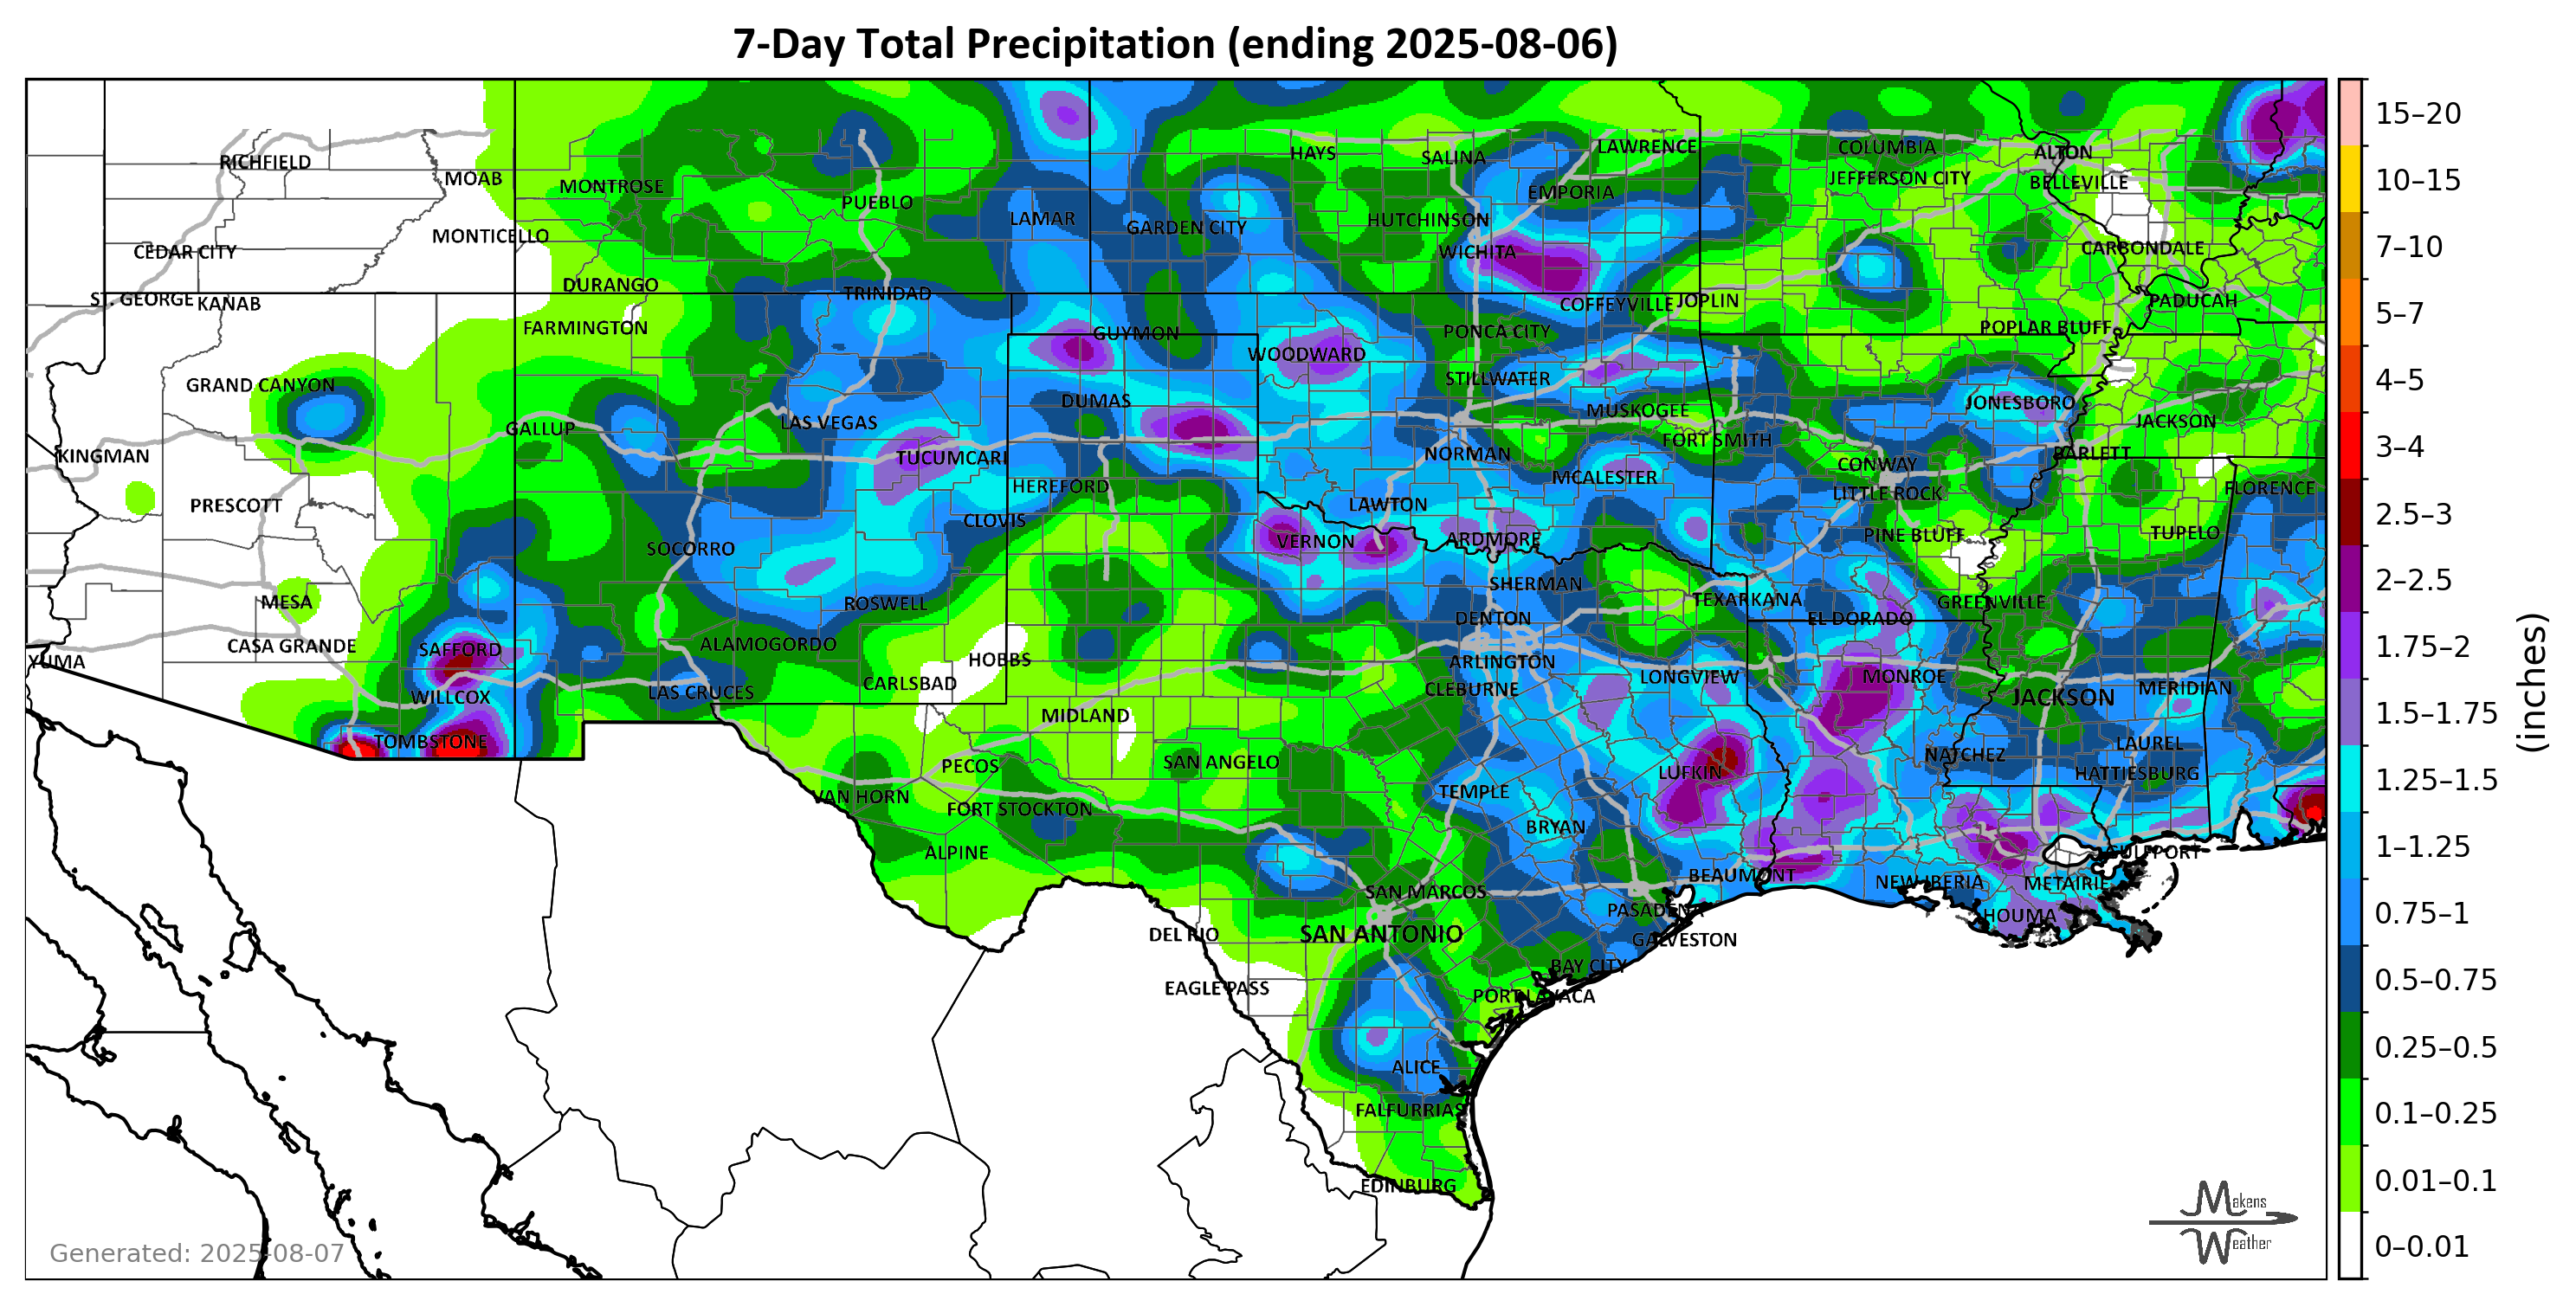 7-Day Total Precipitation (ending 2025-08-06)
RICHFIELD
MOAB
MONTROSE
PUEBLO
LAMAR
GARDEN CITY
HAYS
SALINA
LAWRENCE
EMPORIA
HUTCHINSON
WICHITA
COLUMBIA
JEFFERSON CITY
ALTON
BELLEVILLE
CARBONDALE
PADUCAH
POPLAR BLUFF
CEDAR CITY
MONTICELLO
ST. GEORGE
KANAB
DURANGO
TRINIDAD
COFFEYVILLE
JOPLIN
FARMINGTON
GUYMON
PONCA CITY
WOODWARD
STILLWATER
GRAND CANYON
DUMAS
MUSKOGEE
JONESBORO
JACKSON
GALLUP
LAS VEGAS
FORT SMITH
KINGMAN
TUCUMCARI
NORMAN
BARLETT
CONWAY
PRESCOTT
HEREFORD
MCALESTER
LITTLE ROCK
FLORENCE
LAWTON
CLOVIS
SOCORRO
VERNON
ARDMORE
PINE BLUFF
TUPELO
MESA
ROSWELL
SHERMAN
TEXARKANA
GREENVILLE
DENTON
EL DORADO
CASA GRANDE
SAFFORD
ALAMOGORDO
YUMA
HOBBS
ARLINGTON
WILLCOX
LAS CRUCES
CARLSBAD
CLEBURNE
LONGVIEW
MONROE
JACKSON
MERIDIAN
TOMBSTONE
MIDLAND
PECOS
SAN ANGELO
LUFKIN
NATCHEZ
LAUREL
HATTIESBURG
VAN HORN
FORT STOCKTON
TEMPLE
BRYAN
ALPINE
GULFPORT
SAN MARCOS
BEAUMONT
NEW IBERIA
METAIRIE
PASADENA
HOUMA
DEL RIO
SAN ANTONIO
GALVESTON
BAY CITY
EAGLE PASS
PORT LAVACA
ALICE
FALFURRIAS
EDINBURG
Generated: 2025-08-07
Makens
Weather
15–20
10–15
7–10
5–7
4–5
3–4
2.5–3
2–2.5
1.75–2
1.5–1.75
1.25–1.5
1–1.25
0.75–1
0.5–0.75
0.25–0.5
0.1–0.25
0.01–0.1
0–0.01
(inches)